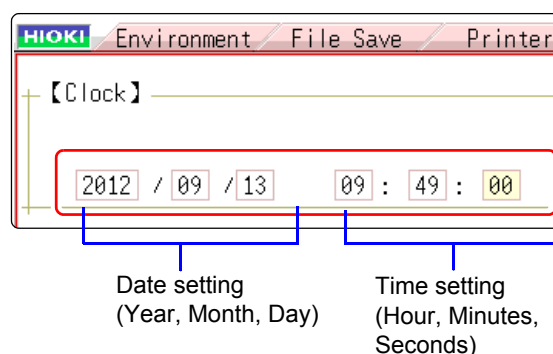 HIOKI Environment File Save Printer
【Clock】
2012 / 09 / 13 09 : 49 : 00
Date setting
(Year, Month, Day)
Time setting
(Hour, Minutes,
Seconds)